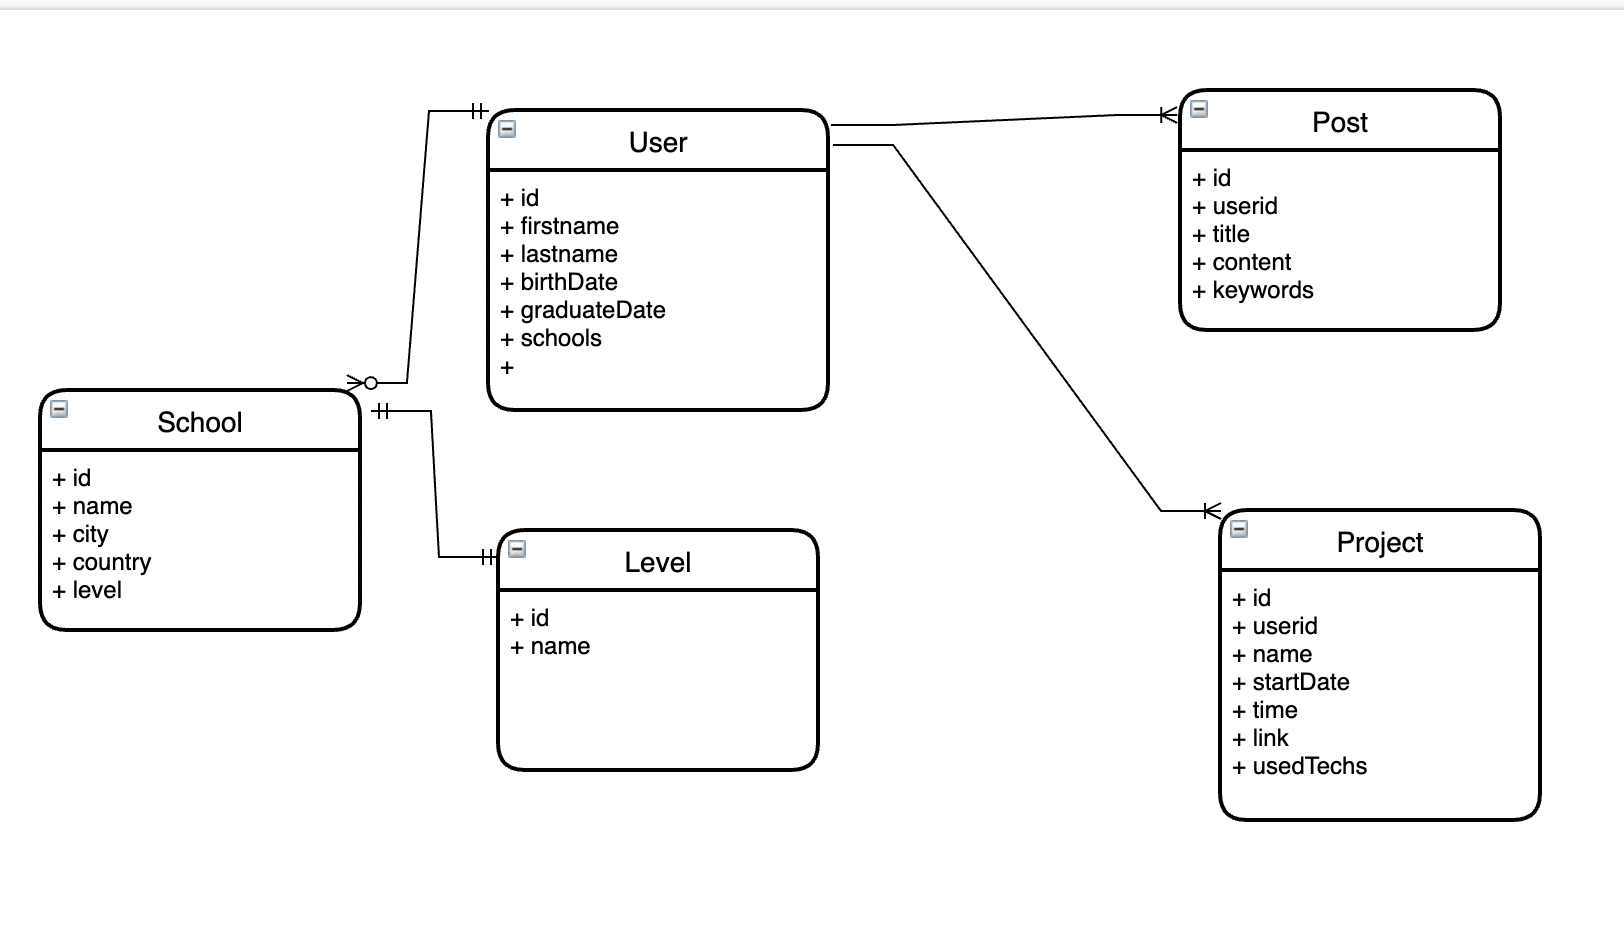 User
+ id
+ firstname
+ lastname
+ birthDate
+ graduateDate
+ schools
+
Post
+ id
+ userid
+ title
+ content
+ keywords
School
+ id
+ name
+ city
+ country
+ level
Level
+ id
+ name
Project
+ id
+ userid
+ name
+ startDate
+ time
+ link
+ usedTechs